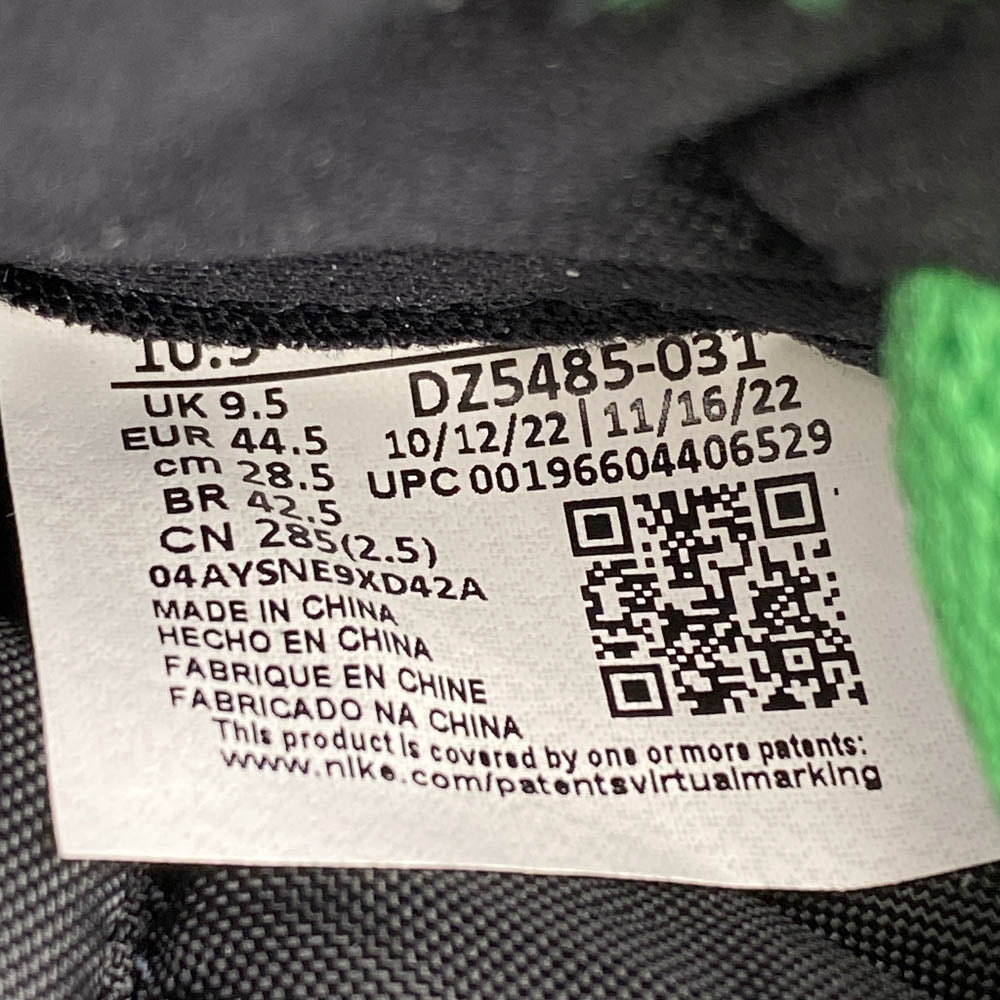 10.5
UK 9.5
EUR 44.5
cm 28.5
BR 42.5
CN 285(2.5)
04AYSNE9XD42A
MADE IN CHINA
HECHO EN CHINA
FABRIQUE EN CHINE
FABRICADO NA CHINA
DZ5485-031
10/12/22 | 11/16/22
UPC 00196604406529
This product is covered by one or more patents:
www.nike.com/patentsvirtualmarking